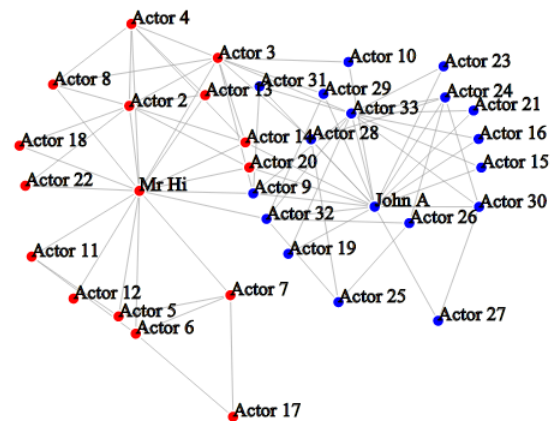 Actor 4
Actor 3
Actor 10
Actor 23
Actor 8
Actor 13
Actor 31
Actor 29
Actor 24
Actor 2
Actor 33
Actor 21
Actor 18
Actor 14
Actor 28
Actor 16
Actor 20
Actor 15
Actor 22
Mr Hi
Actor 9
John A
Actor 30
Actor 32
Actor 26
Actor 11
Actor 19
Actor 12
Actor 5
Actor 7
Actor 25
Actor 6
Actor 27
Actor 17